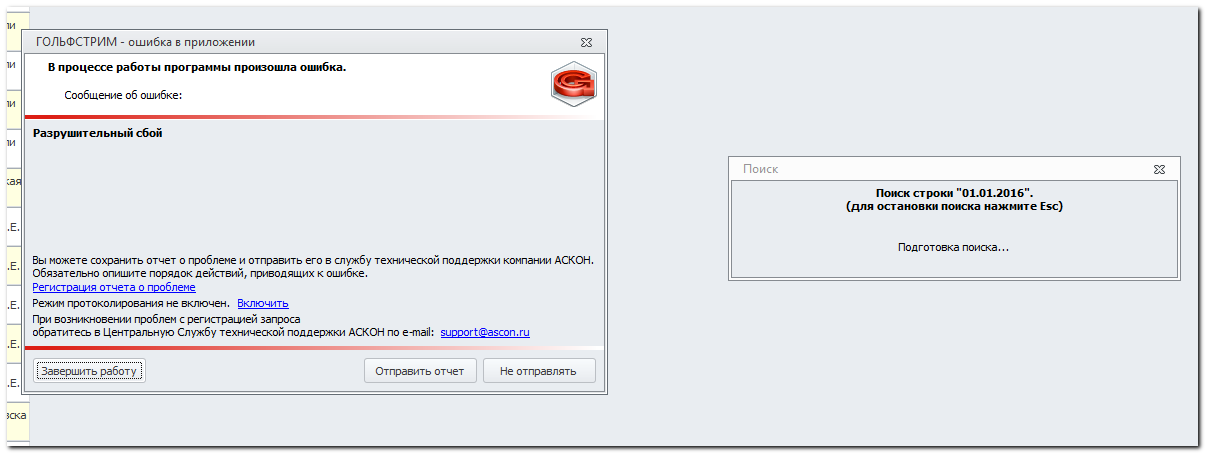 ли
ли
ли
ли
кая
.Е.
.Е.
.Е.
.Е.
.Е.
вска
ГОЛЬФСТРИМ - ошибка в приложении
В процессе работы программы произошла ошибка.
Сообщение об ошибке:
Разрушительный сбой
Вы можете сохранить отчет о проблеме и отправить его в службу технической поддержки компании АСКОН.
Обязательно опишите порядок действий, приводящих к ошибке.
Регистрация отчета о проблеме
Режим протоколирования не включен. Включить
При возникновении проблем с регистрацией запроса
обратитесь в Центральную Службу технической поддержки АСКОН по e-mail: support@ascon.ru
Завершить работу Отправить отчет Не отправлять
Поиск
Поиск строки "01.01.2016".
(для остановки поиска нажмите Esc)
Подготовка поиска...